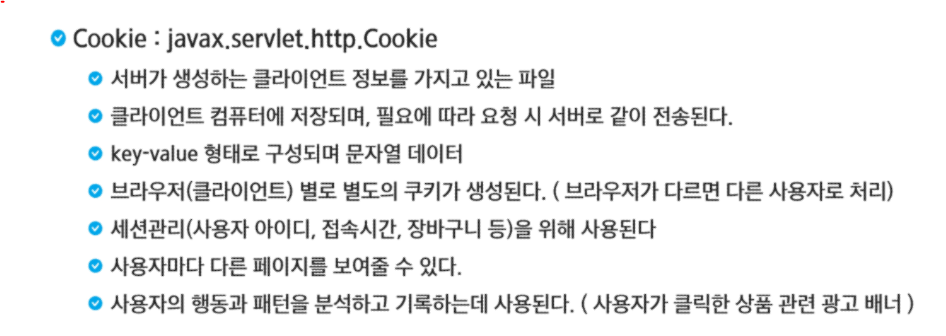 Cookie : javax.servlet.http.Cookie
서버가 생성하는 클라이언트 정보를 가지고 있는 파일
클라이언트 컴퓨터에 저장되며, 필요에 따라 요청 시 서버로 같이 전송된다.
key-value 형태로 구성되며 문자열 데이터
브라우저(클라이언트) 별로 별도의 쿠키가 생성된다. ( 브라우저가 다르면 다른 사용자로 처리)
세션관리(사용자 아이디, 접속시간, 장바구니 등)을 위해 사용된다
사용자마다 다른 페이지를 보여줄 수 있다.
사용자의 행동과 패턴을 분석하고 기록하는데 사용된다. ( 사용자가 클릭한 상품 관련 광고 배너 )